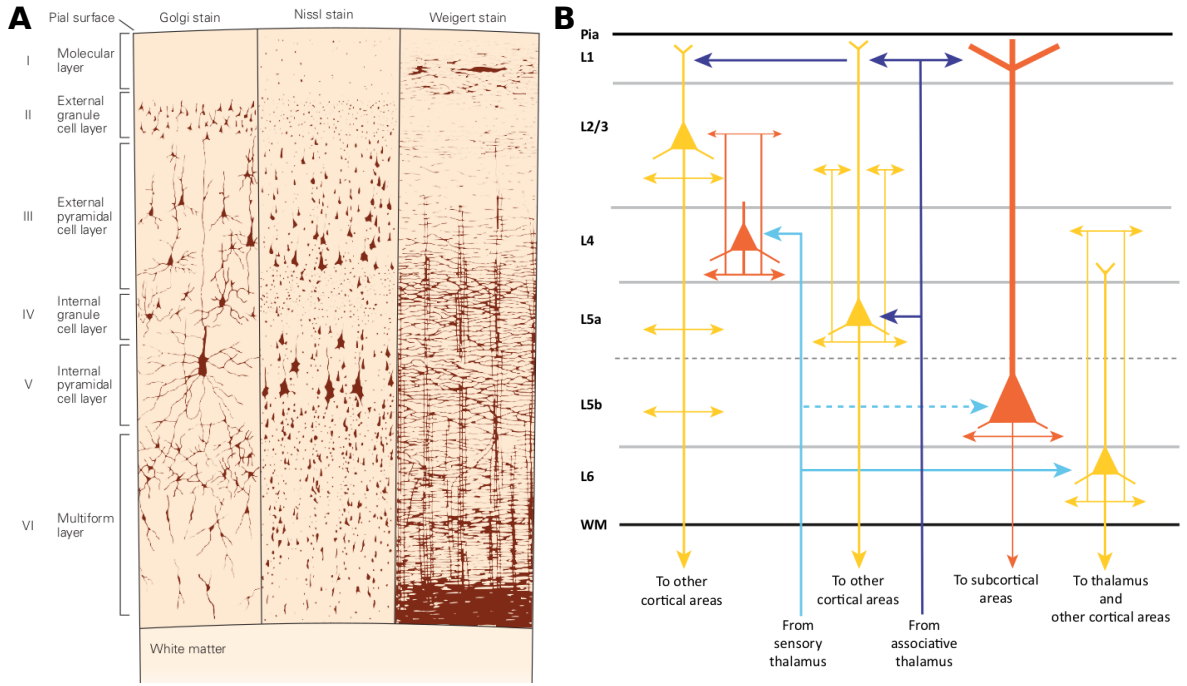 A
Pial surface
Golgi stain
Nissl stain
Weigert stain
I
Molecular
layer
II
External
granule
cell layer
III
External
pyramidal
cell layer
IV
Internal
granule
cell layer
V
Internal
pyramidal
cell layer
VI
Multiform
layer
White matter
B
Pia
L1
L2/3
L4
L5a
L5b
L6
WM
To other
cortical areas
From
sensory
thalamus
To other
cortical areas
From
associative
thalamus
To subcortical
areas
To thalamus
and
other cortical areas